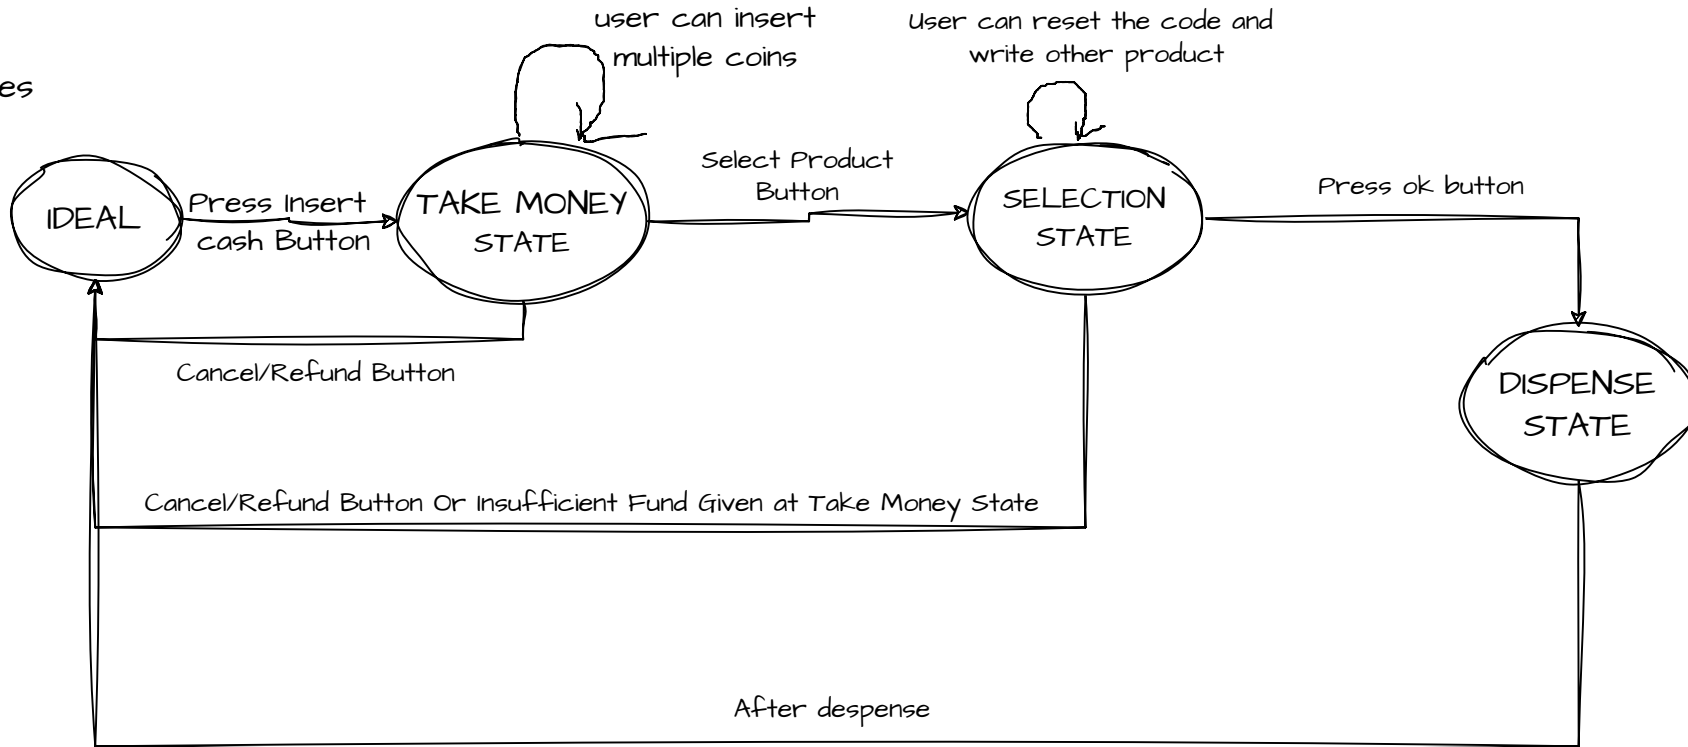 user can insert
multiple coins
User can reset the code and
write other product
es
IDEAL
Press Insert
cash Button
TAKE MONEY
STATE
Select Product
Button
SELECTION
STATE
Press ok button
DISPENSE
STATE
Cancel/Refund Button
Cancel/Refund Button Or Insufficient Fund Given at Take Money State
After despense